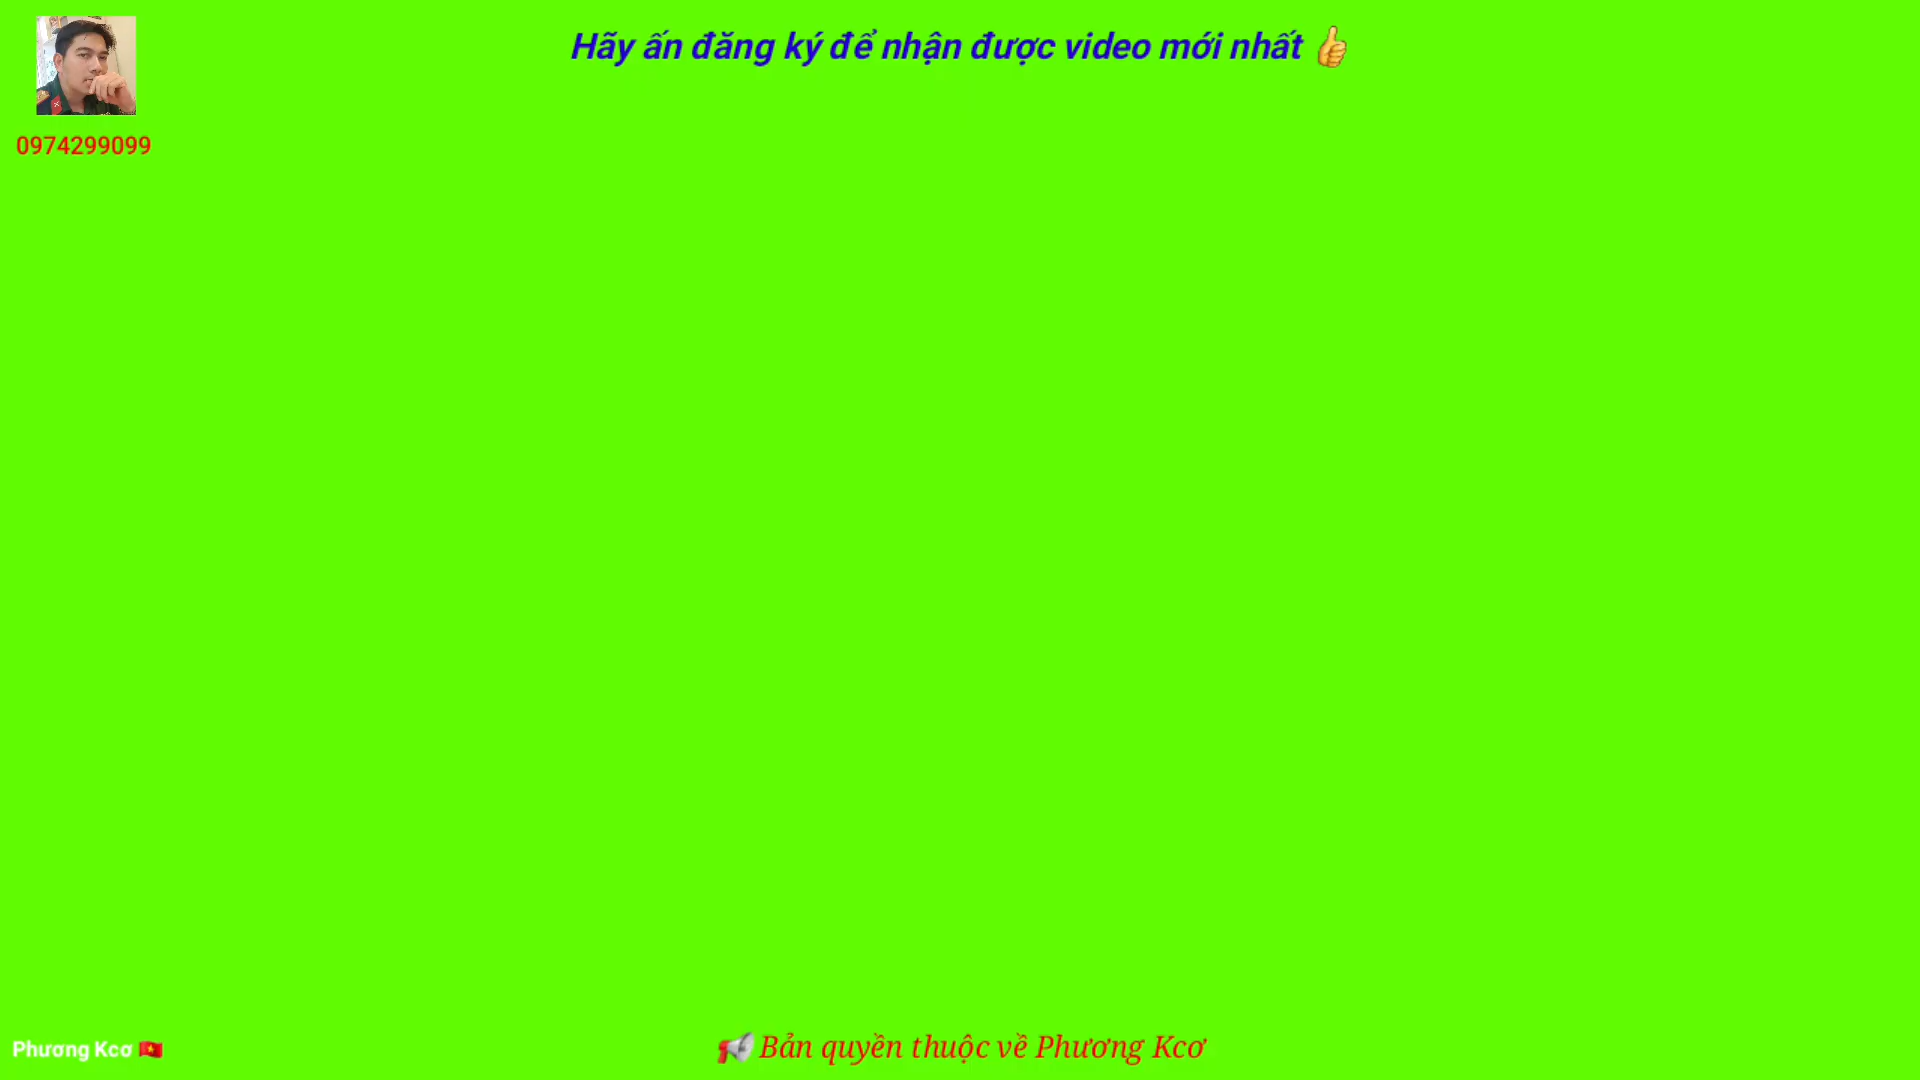 Hãy ấn đăng ký để nhận được video mới nhất 👍
0974299099
Phương Kcơ 🇻🇳
📢 Bản quyền thuộc về Phương Kcơ